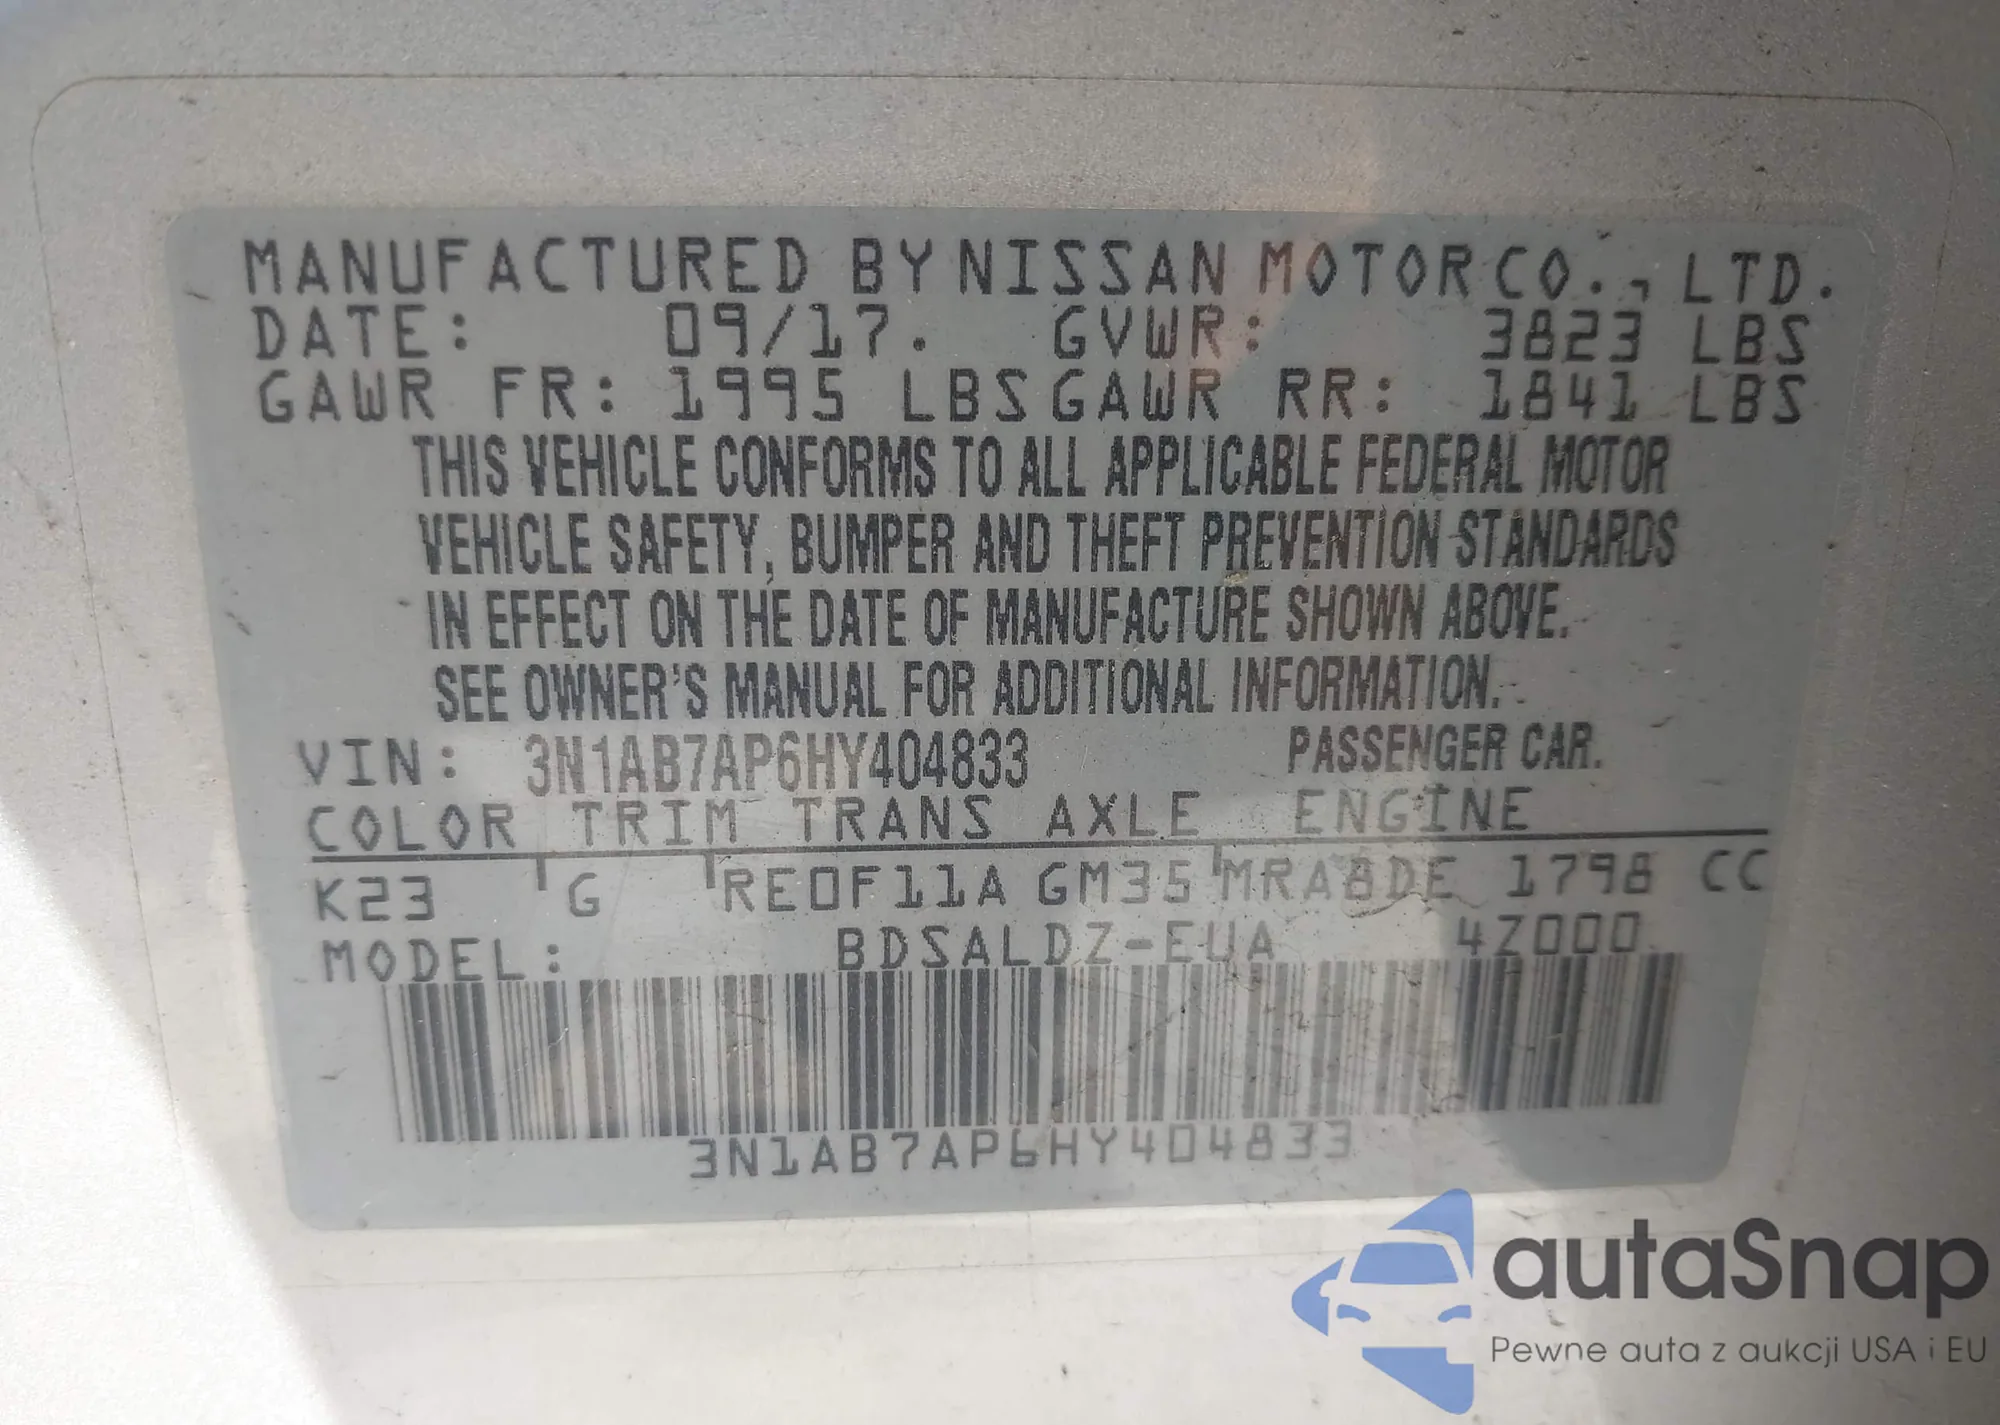 MANUFACTURED BY NISSAN MOTOR CO., LTD.
DATE: 09/17. GVWR: 3823 LBS
GAWR FR: 1995 LBS GAWR RR: 1841 LBS
THIS VEHICLE CONFORMS TO ALL APPLICABLE FEDERAL MOTOR
VEHICLE SAFETY, BUMPER AND THEFT PREVENTION STANDARDS
IN EFFECT ON THE DATE OF MANUFACTURE SHOWN ABOVE.
SEE OWNER'S MANUAL FOR ADDITIONAL INFORMATION.
VIN: 3N1AB7AP6HY404833 PASSENGER CAR.
COLOR TRIM TRANS AXLE ENGINE
K23 G RE0F11A GM35 MRA8DE 1798 CC
MODEL: BDSALDZ-EUA 4Z000
3N1AB7AP6HY404833
autaSnap
Pewne auta z aukcji USA i EU